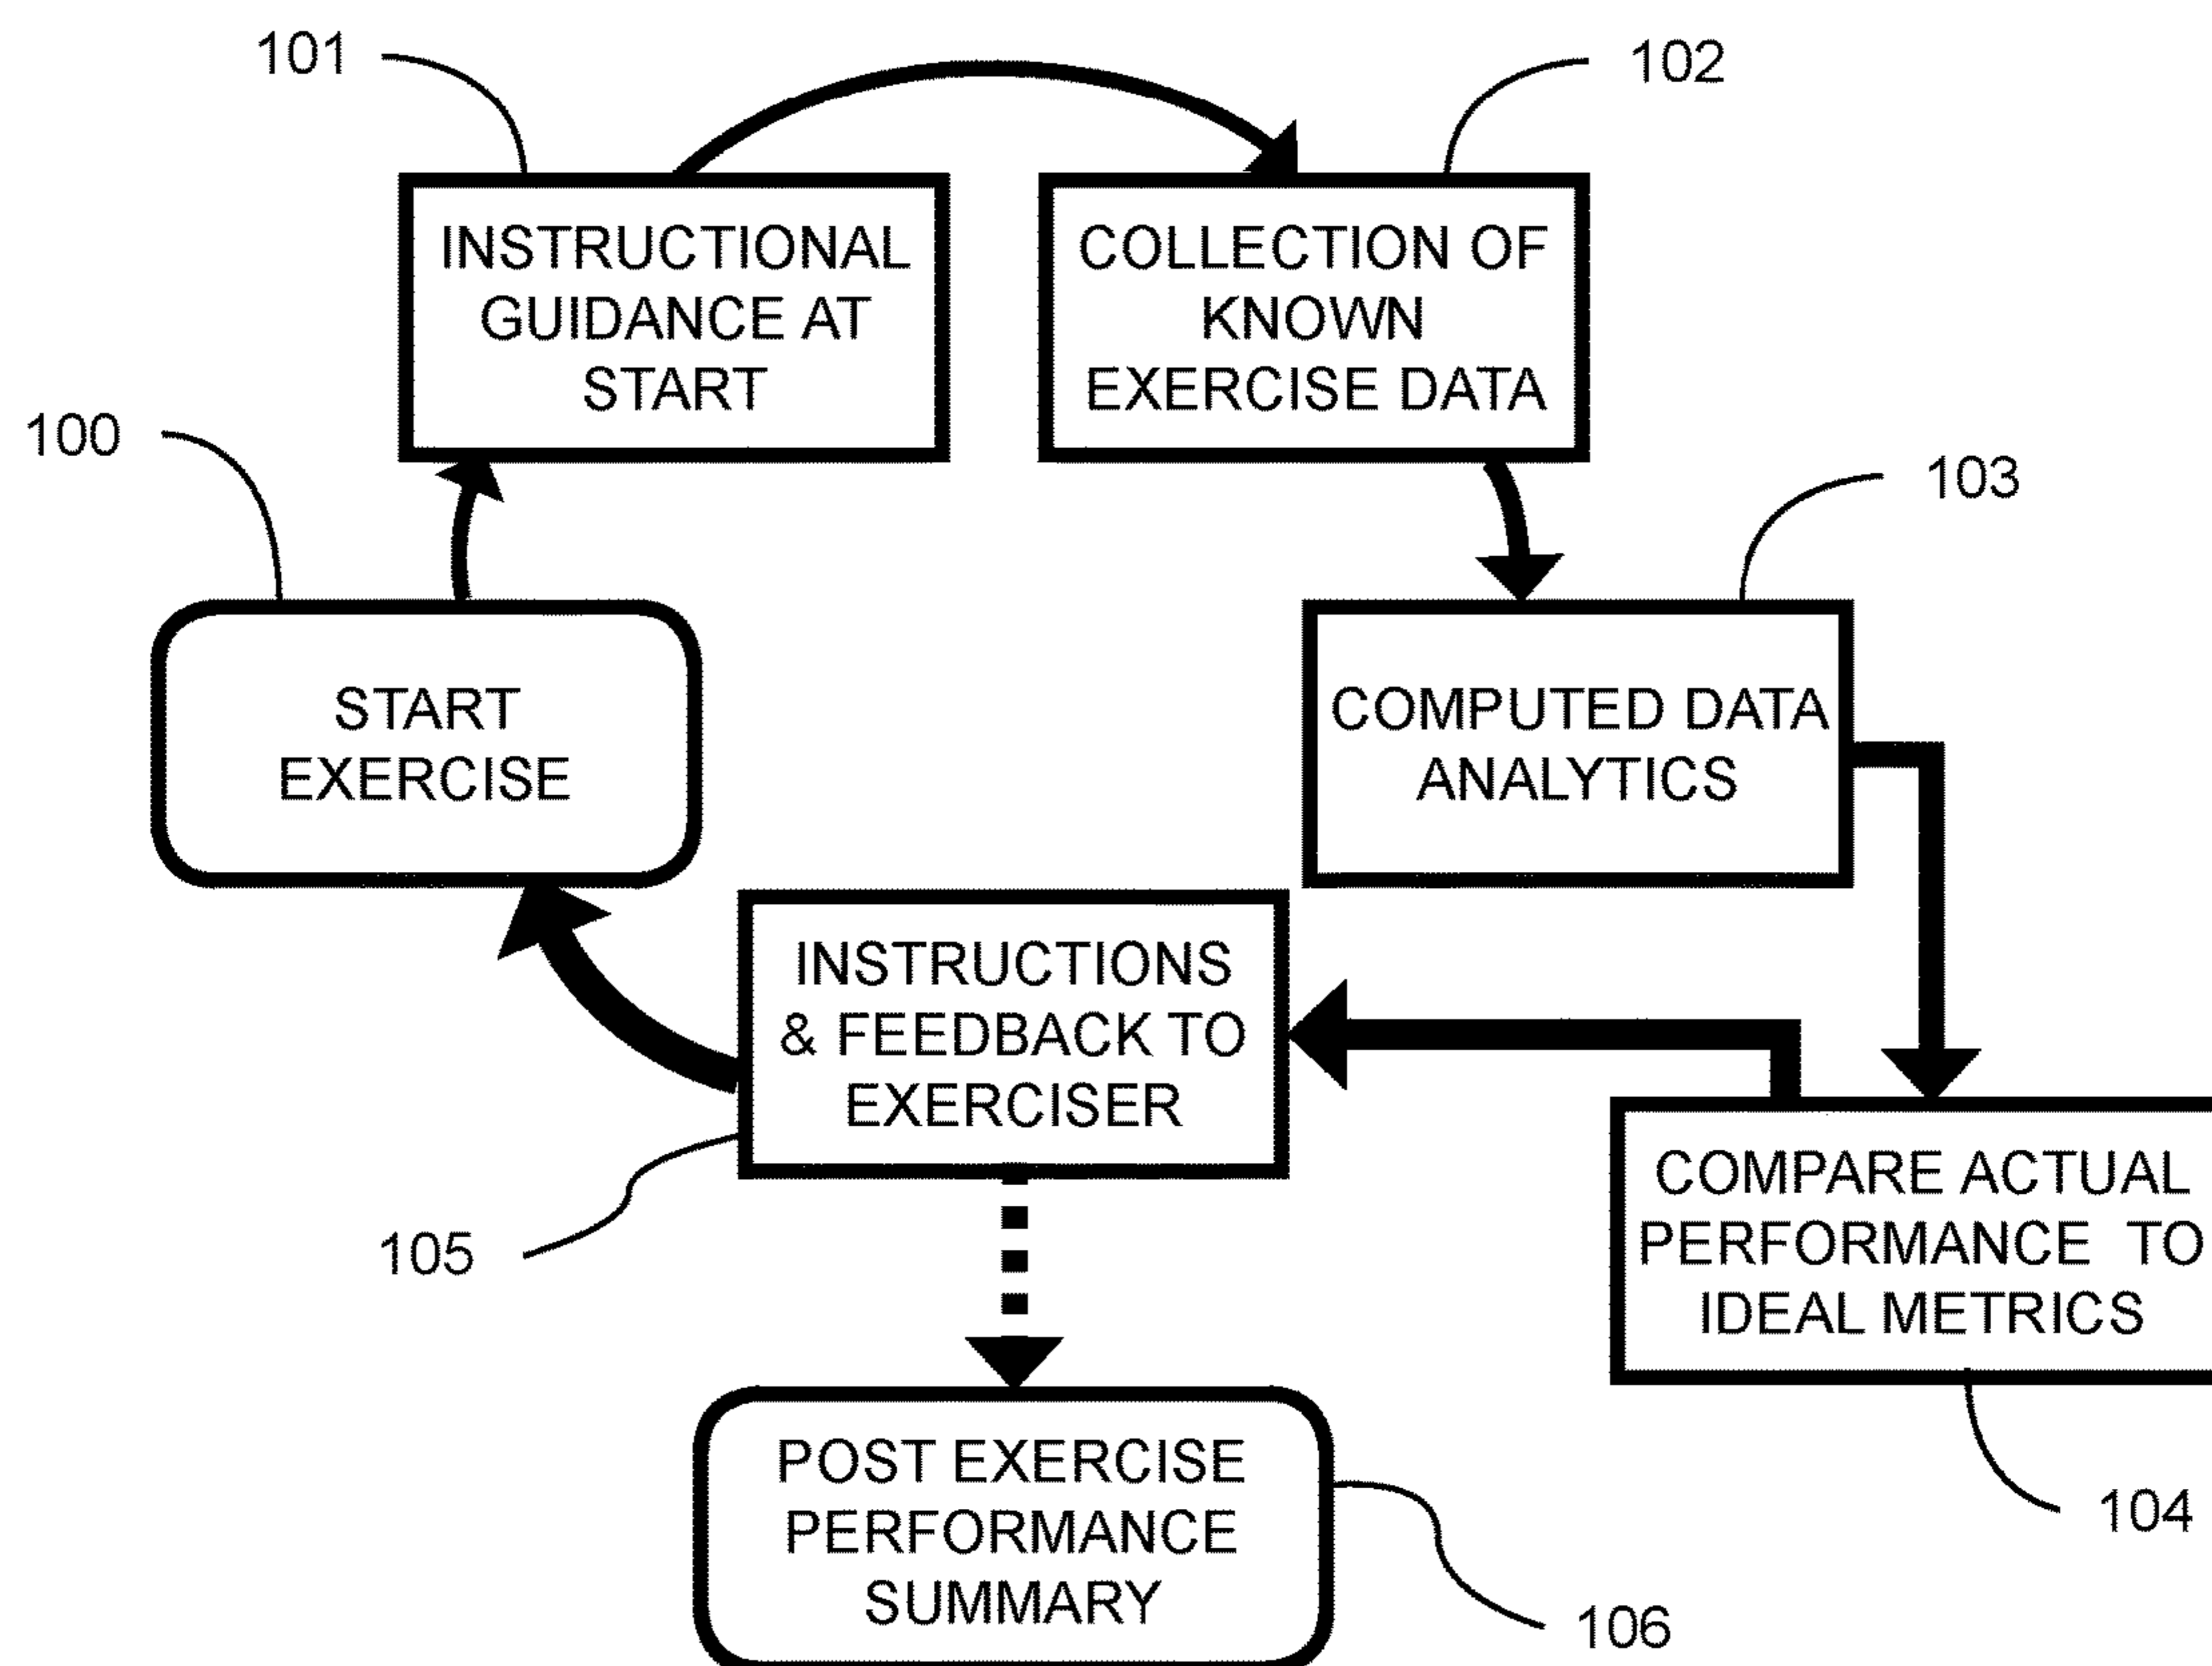 101
102
INSTRUCTIONAL
GUIDANCE AT
START
COLLECTION OF
KNOWN
EXERCISE DATA
100
103
START
EXERCISE
COMPUTED DATA
ANALYTICS
INSTRUCTIONS
& FEEDBACK TO
EXERCISER
105
COMPARE ACTUAL
PERFORMANCE TO
IDEAL METRICS
104
POST EXERCISE
PERFORMANCE
SUMMARY
106